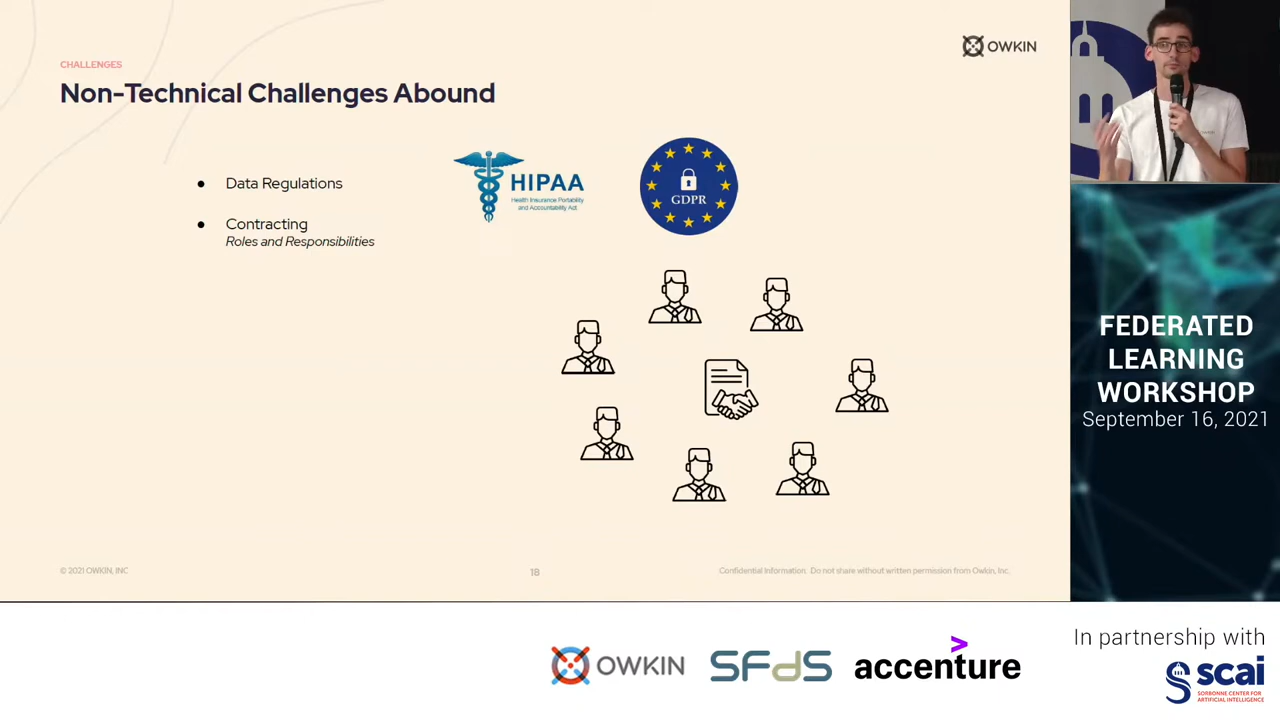 OWKIN
CHALLENGES
Non-Technical Challenges Abound
● Data Regulations
HIPAA
Health Insurance Portability
and Accountability Act
GDPR
● Contracting
Roles and Responsibilities
© 2021 OWKIN, INC
18
Confidential Information. Do not share without written permission from Owkin, Inc.
FEDERATED
LEARNING
WORKSHOP
September 16, 2021
OWKIN
SFdS
accenture
In partnership with
scai
SORBONNE CENTER FOR
ARTIFICIAL INTELLIGENCE